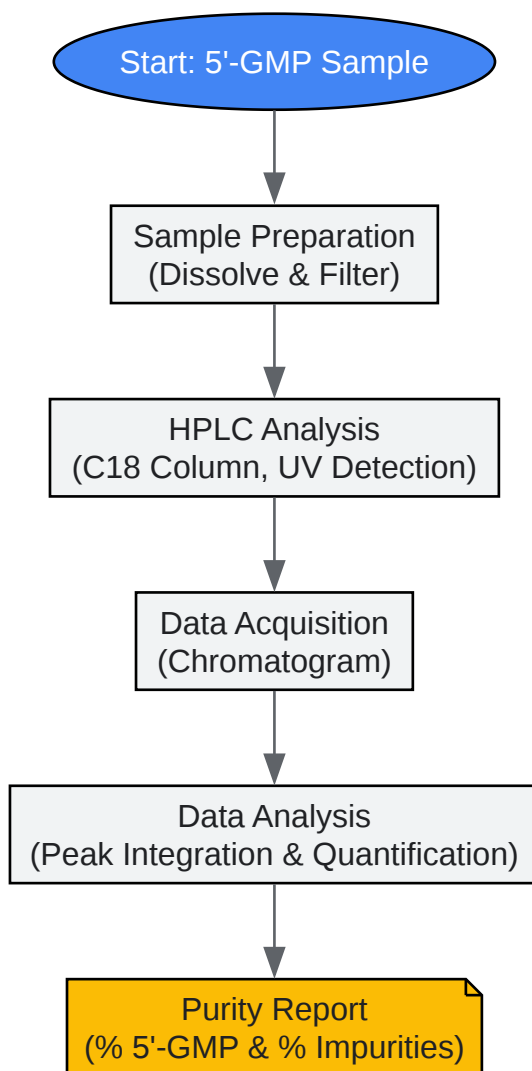 Start: 5'-GMP Sample
Sample Preparation
(Dissolve & Filter)
HPLC Analysis
(C18 Column, UV Detection)
Data Acquisition
(Chromatogram)
Data Analysis
(Peak Integration & Quantification)
Purity Report
(% 5'-GMP & % Impurities)